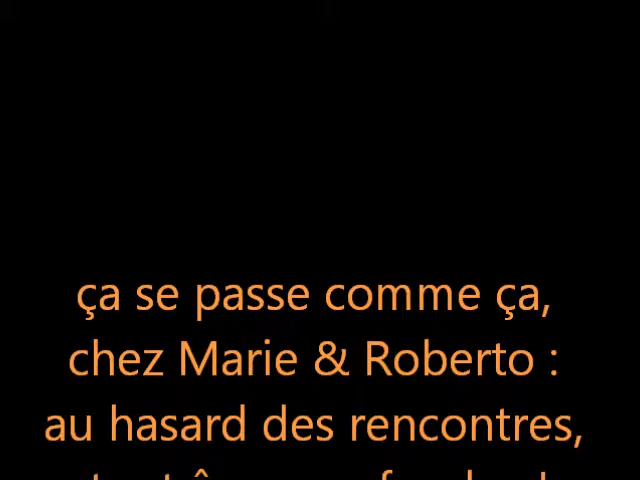 ça se passe comme ça,
chez Marie & Roberto :
au hasard des rencontres,